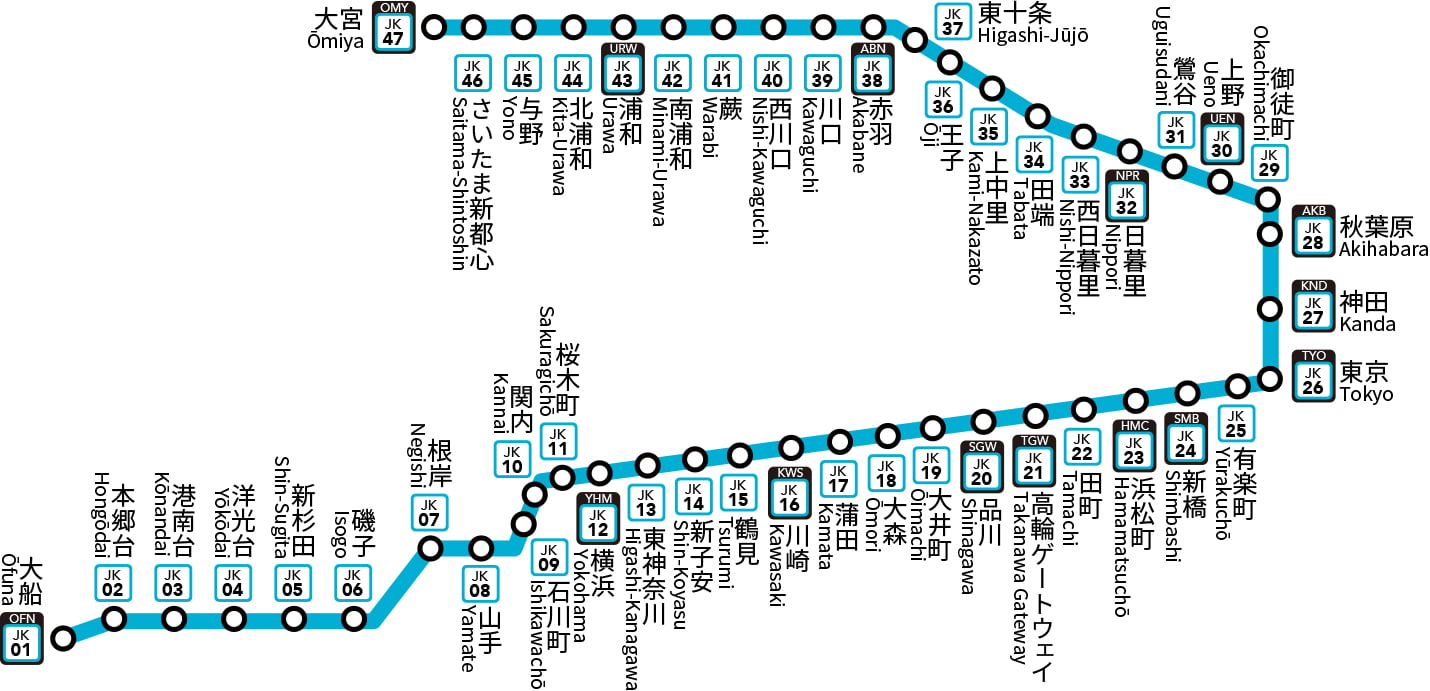 大宮
Ōmiya
OMY
JK
47
JK
46
さいたま新都心
Saitama-Shintoshin
JK
45
与野
Yono
JK
44
北浦和
Kita-Urawa
URW
JK
43
浦和
Urawa
JK
42
南浦和
Minami-Urawa
JK
41
蕨
Warabi
JK
40
西川口
Nishi-Kawaguchi
JK
39
川口
Kawaguchi
ABN
JK
38
赤羽
Akabane
JK
37
東十条
Higashi-Jūjō
JK
36
王子
Ōji
JK
35
上中里
Kami-Nakazato
JK
34
田端
Tabata
JK
33
西日暮里
Nishi-Nippori
NPR
JK
32
日暮里
Nippori
鶯谷
Uguisudani
JK
31
上野
Ueno
UEN
JK
30
御徒町
Okachimachi
JK
29
AKB
JK
28
秋葉原
Akihabara
KND
JK
27
神田
Kanda
TYO
JK
26
東京
Tokyo
JK
25
有楽町
Yūrakuchō
SMB
JK
24
新橋
Shimbashi
HMC
JK
23
浜松町
Hamamatsuchō
JK
22
田町
Tamachi
TGW
JK
21
高輪ゲートウェイ
Takanawa Gateway
SGW
JK
20
品川
Shinagawa
JK
19
大井町
Ōimachi
JK
18
大森
Ōmori
JK
17
蒲田
Kamata
KWS
JK
16
川崎
Kawasaki
JK
15
鶴見
Tsurumi
JK
14
新子安
Shin-Koyasu
JK
13
東神奈川
Higashi-Kanagawa
YHM
JK
12
横浜
Yokohama
桜木町
Sakuragichō
JK
11
関内
Kannai
JK
10
JK
09
石川町
Ishikawachō
JK
08
山手
Yamate
根岸
Negishi
JK
07
磯子
Isogo
JK
06
新杉田
Shin-Sugita
JK
05
洋光台
Yōkōdai
JK
04
港南台
Kōnandai
JK
03
本郷台
Hongōdai
JK
02
大船
Ōfuna
OFN
JK
01